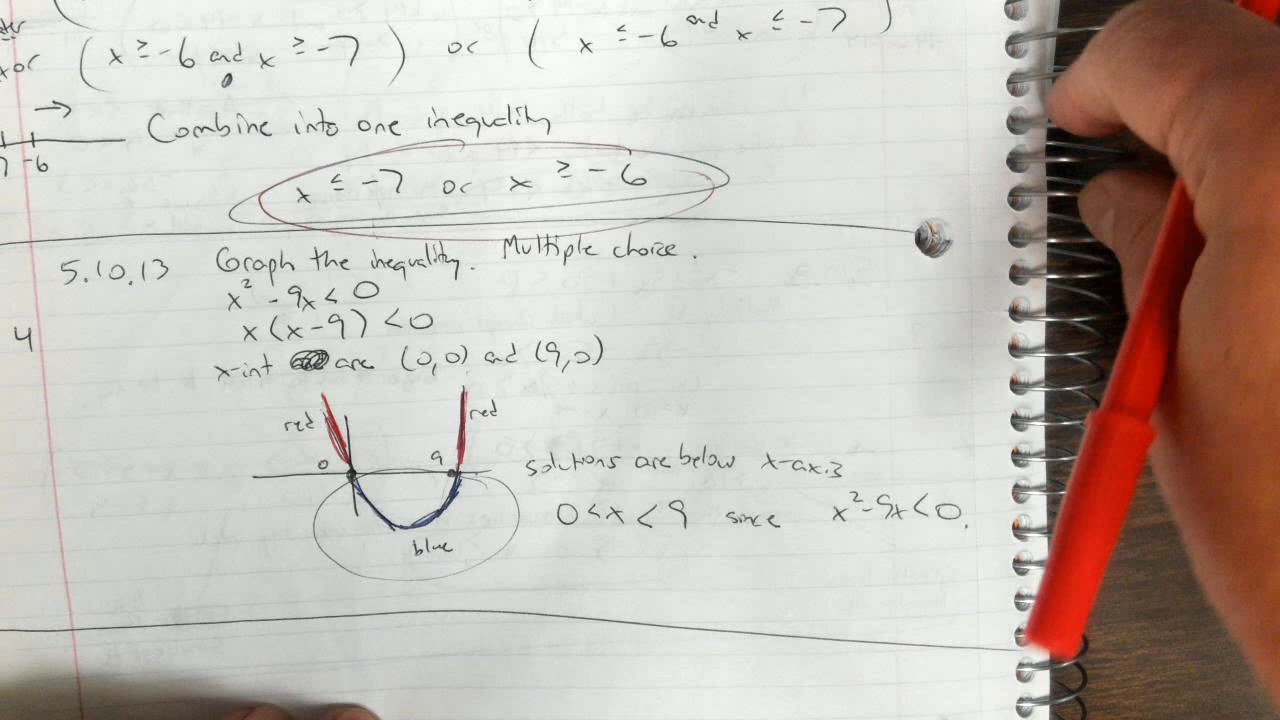 (x ≥ -6 and x ≥ -7) or (x ≤ -6 and x ≤ -7)
Combine into one inequality
-6
x ≤ -7 or x ≥ -6
5.10.13 Graph the inequality. Multiple choice.
x² - 9x < 0
4
x(x-9) < 0
x-int are (0,0) and (9,0)
red red
0 9
solutions are below x-axis
0 < x < 9 since x² - 9x < 0.
blue